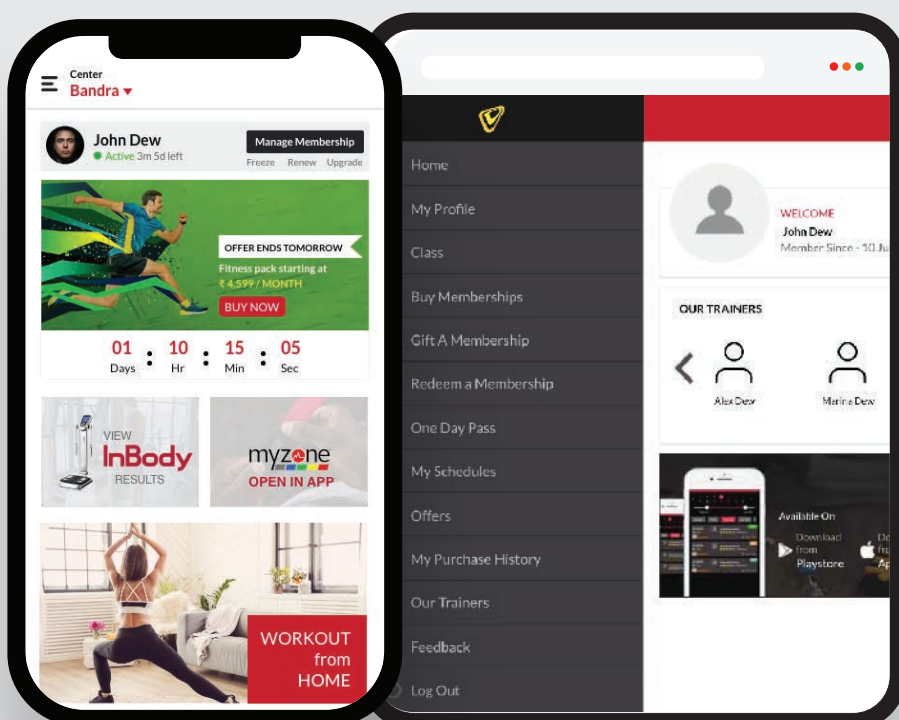 Center
Bandra
John Dew
Active 3m 5d left
Manage Membership
Freeze Renew Upgrade
OFFER ENDS TOMORROW
Fitness pack starting at
₹ 4,599 / MONTH
BUY NOW
01 : 10 : 15 : 05
Days Hr Min Sec
VIEW
InBody
RESULTS
myzone
OPEN IN APP
WORKOUT
from
HOME
Home
My Profile
Class
Buy Memberships
Gift A Membership
Redeem a Membership
One Day Pass
My Schedules
Offers
My Purchase History
Our Trainers
Feedback
Log Out
WELCOME
John Dew
Member Since - 10 Ju
OUR TRAINERS
Alex Dew
Marina Dew
Available On
Download
from
Playstore